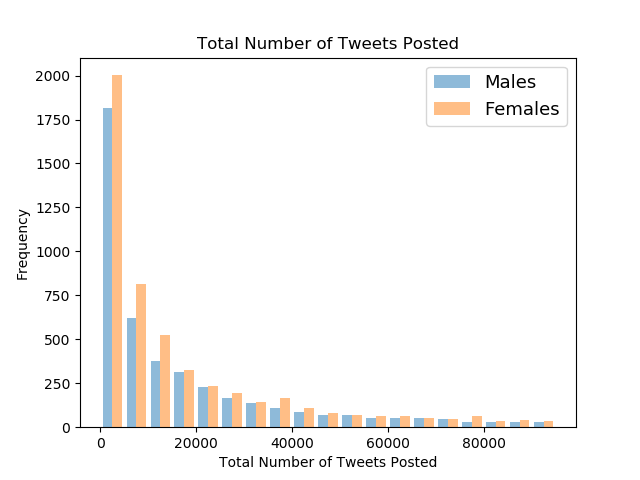 Total Number of Tweets Posted
Males
Females
2000
1750
1500
1250
1000
750
500
250
0
Frequency
0 20000 40000 60000 80000
Total Number of Tweets Posted